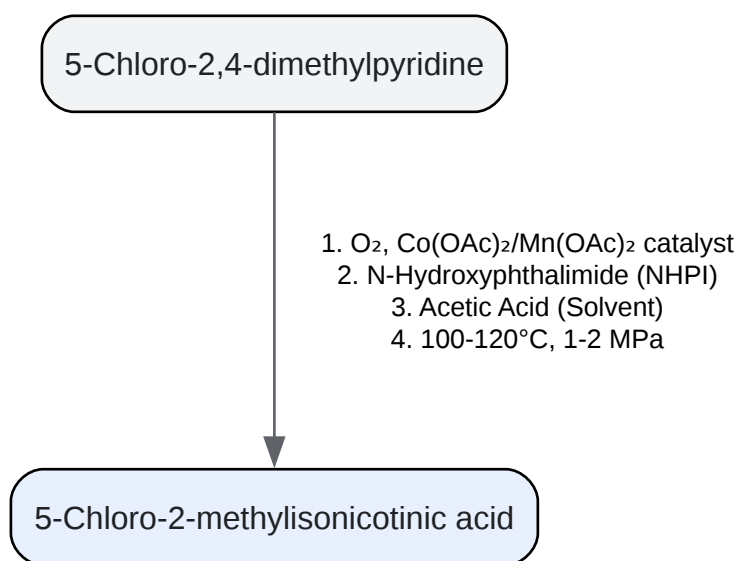 5-Chloro-2,4-dimethylpyridine
1. O₂, Co(OAc)₂/Mn(OAc)₂ catalyst
2. N-Hydroxyphthalimide (NHPI)
3. Acetic Acid (Solvent)
4. 100-120°C, 1-2 MPa
5-Chloro-2-methylisonicotinic acid